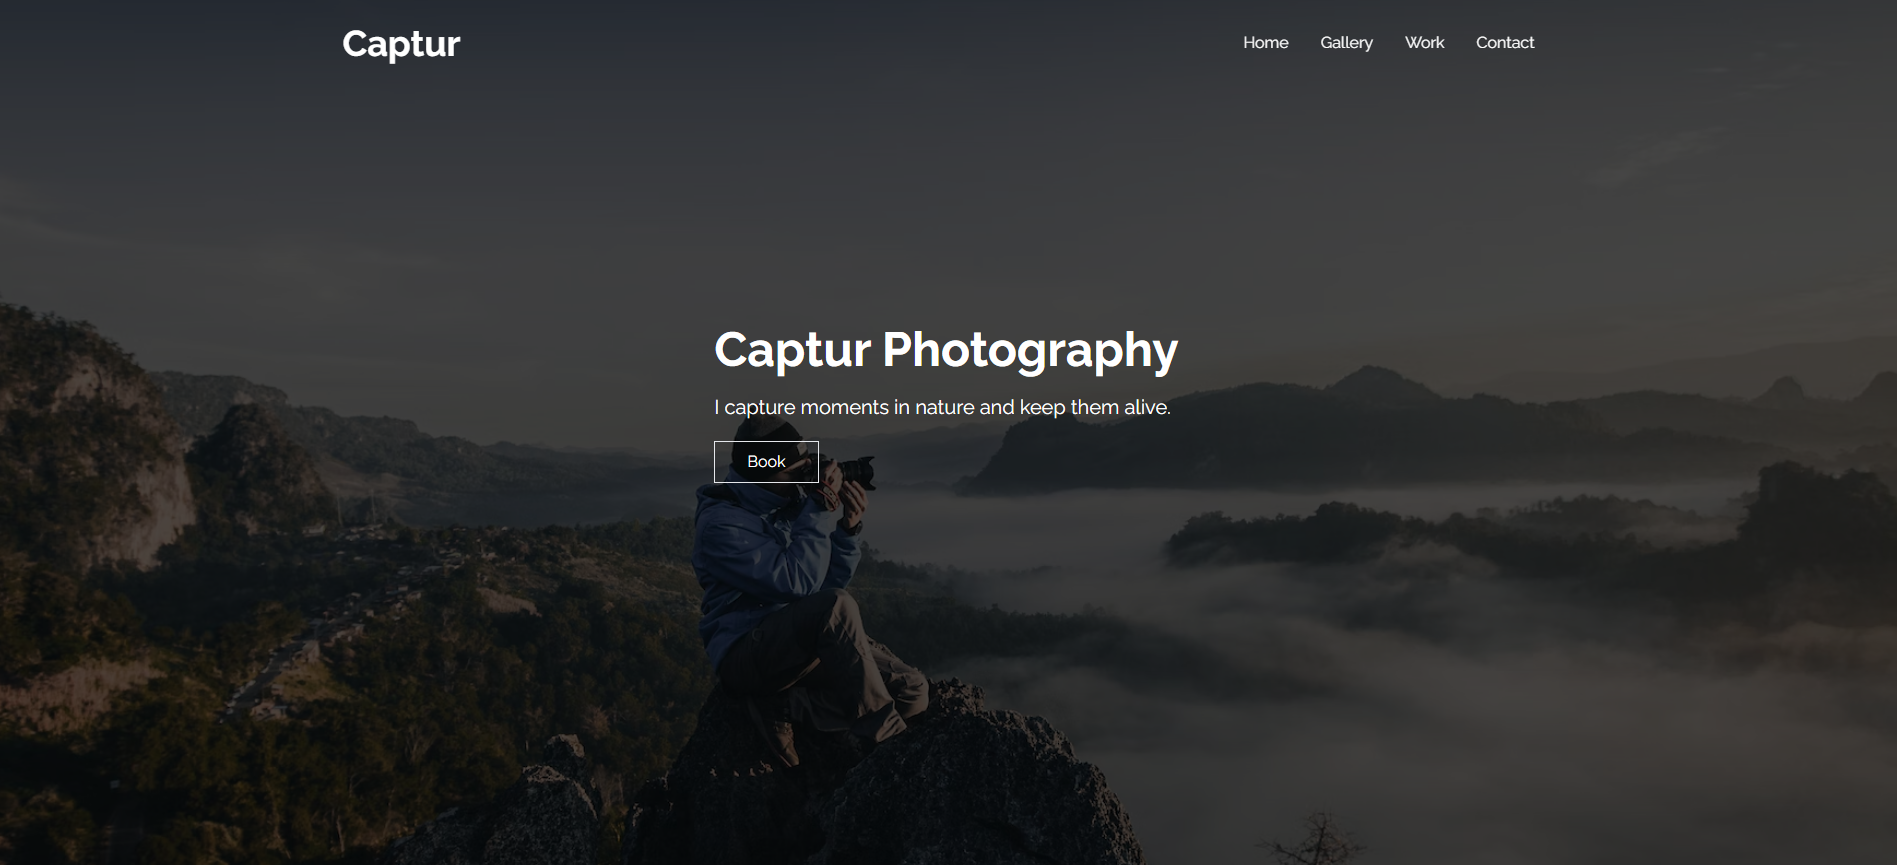 Captur
Home Gallery Work Contact
Captur Photography
I capture moments in nature and keep them alive.
Book